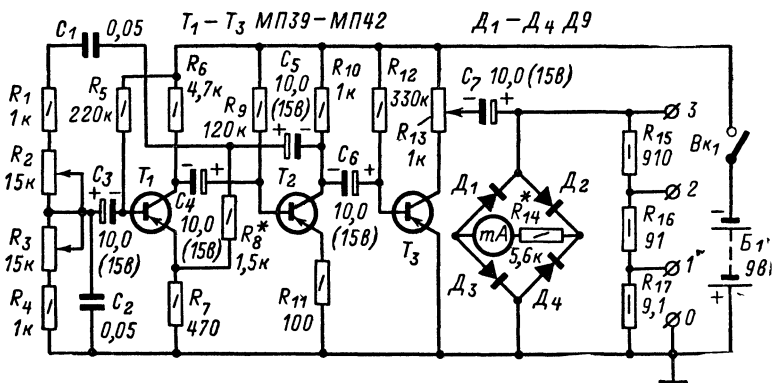 T₁–T₃ МП39–МП42
Д₁–Д₄ Д9
C₁
0,05
R₁
1к
R₂
15к
R₃
15к
R₄
1к
R₅
220к
C₃
+ –
10,0
(15в)
C₂
0,05
R₆
4,7к
T₁
– +
C₄
10,0
(15в)
R₇
470
R₈*
1,5к
R₉
120к
C₅
10,0
(15в)
+ –
R₁₀
1к
T₂
R₁₁
100
C₆
– +
10,0
(15в)
R₁₂
330к
T₃
R₁₃
1к
C₇ 10,0 (15в)
– +
Д₁
Д₂
mA
R₁₄*
5,6к
Д₃
Д₄
3
R₁₅
910
2
R₁₆
91
1
R₁₇
9,1
0
Вк₁
–
Б₁
9В
+ –